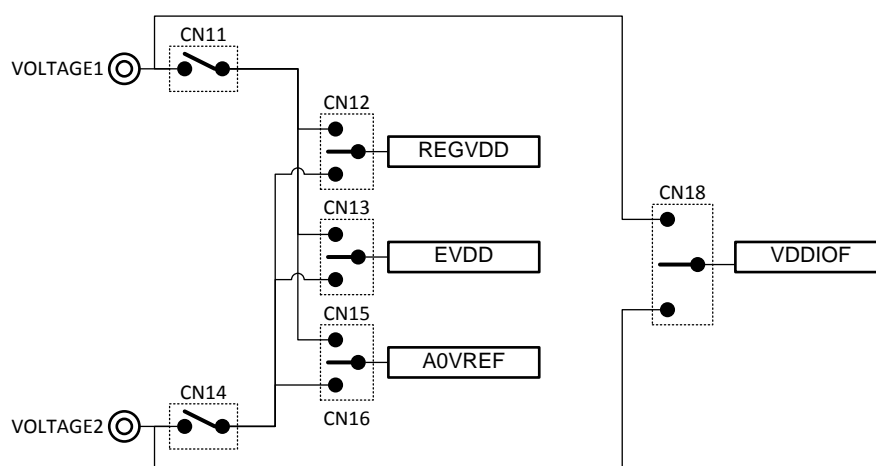 CN11
VOLTAGE1
CN12
REGVDD
CN18
CN13
EVDD
VDDIOF
CN15
A0VREF
CN14
CN16
VOLTAGE2